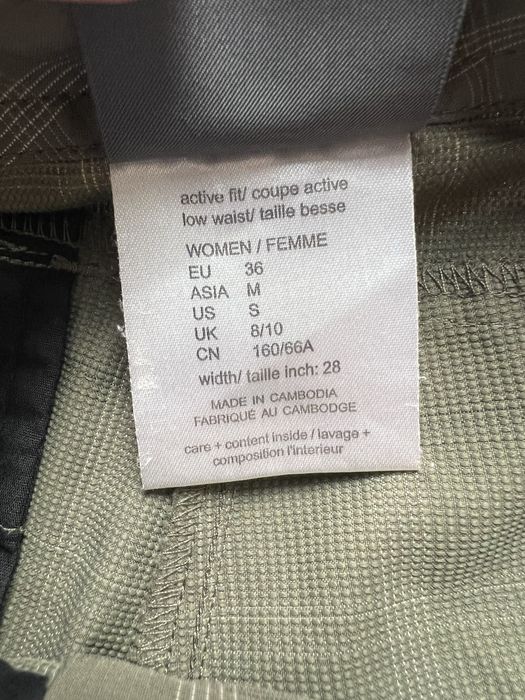 active fit/ coupe active
low waist/ taille besse
WOMEN / FEMME
EU 36
ASIA M
US S
UK 8/10
CN 160/66A
width/ taille inch: 28
MADE IN CAMBODIA
FABRIQUÉ AU CAMBODGE
care + content inside / lavage +
composition l'interieur